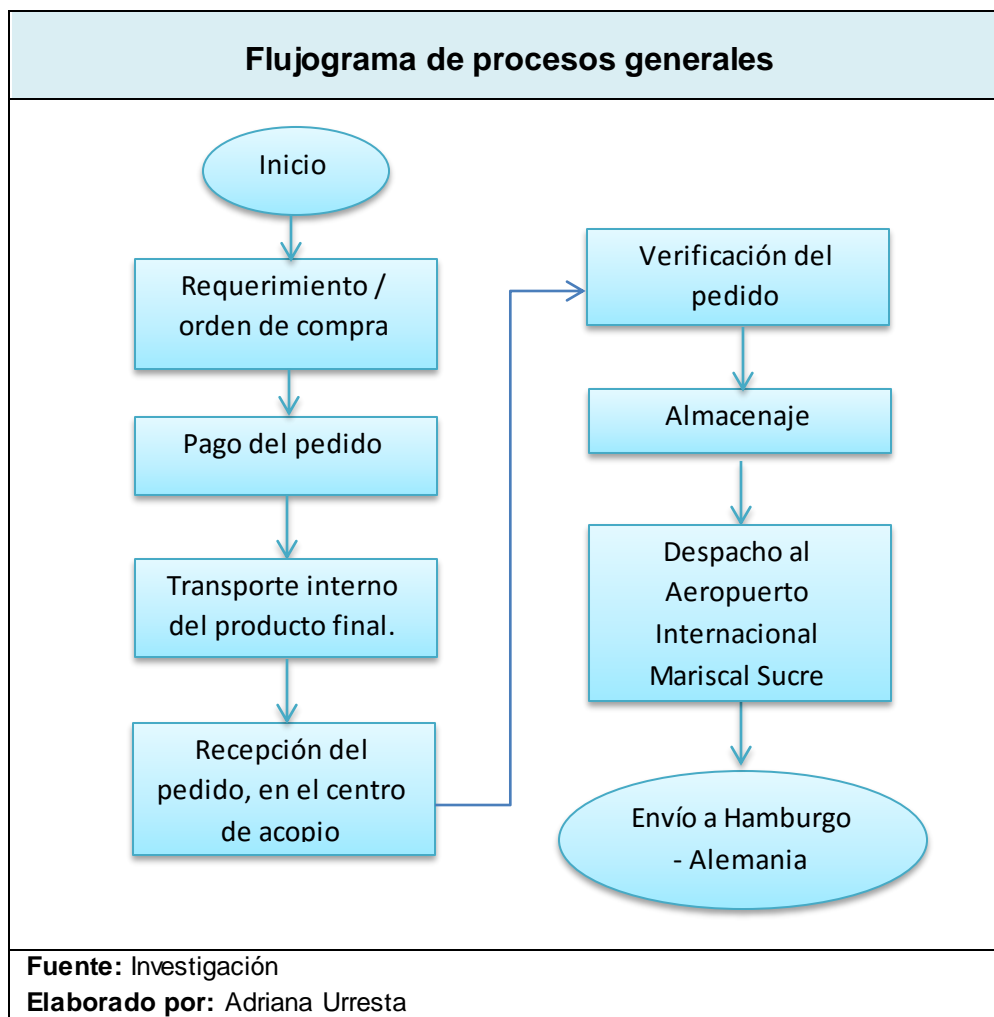 Flujograma de procesos generales
Inicio
Requerimiento /
orden de compra
Pago del pedido
Transporte interno
del producto final.
Recepción del
pedido, en el centro
de acopio
Verificación del
pedido
Almacenaje
Despacho al
Aeropuerto
Internacional
Mariscal Sucre
Envío a Hamburgo
- Alemania
Fuente: Investigación
Elaborado por: Adriana Urresta